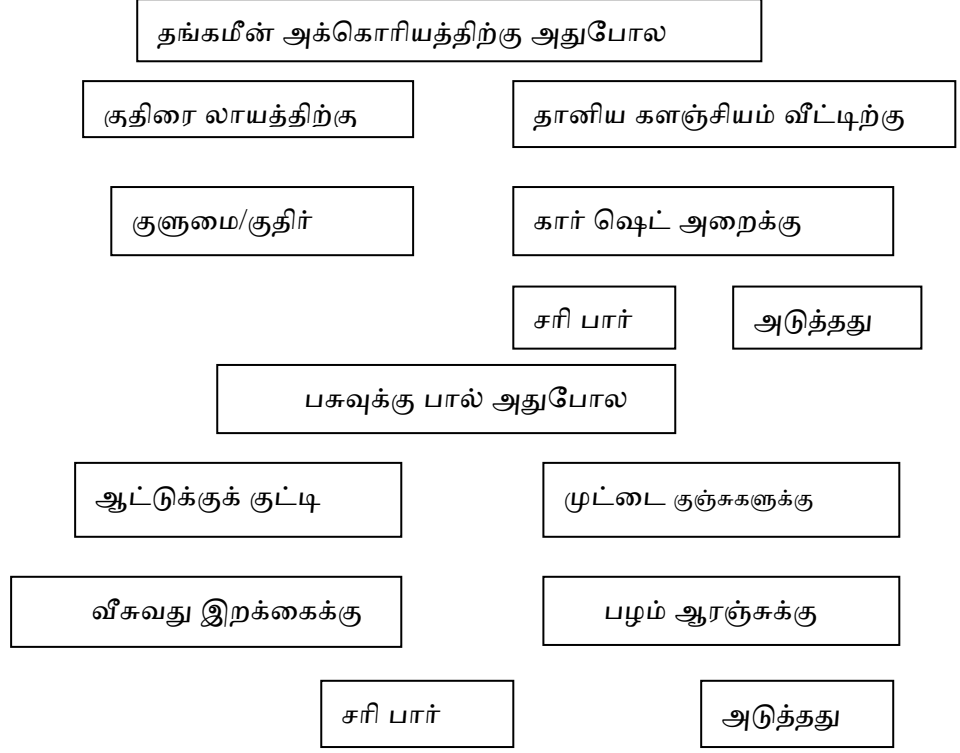 தங்கமீன் அக்கொரியத்திற்கு அதுபோல
குதிரை லாயத்திற்கு
தானிய களஞ்சியம் வீட்டிற்கு
குளுமை/குதிர்
கார் ஷெட் அறைக்கு
சரி பார்
அடுத்தது
பசுவுக்கு பால் அதுபோல
ஆட்டுக்குக் குட்டி
முட்டை குஞ்சுகளுக்கு
வீசுவது இறக்கைக்கு
பழம் ஆரஞ்சுக்கு
சரி பார்
அடுத்தது